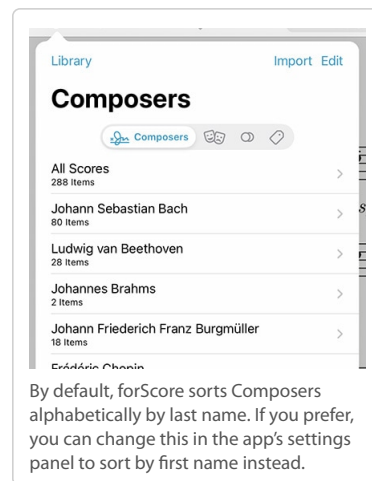 Library Import Edit
Composers
Composers
All Scores
288 Items
Johann Sebastian Bach
80 Items
Ludwig van Beethoven
28 Items
Johannes Brahms
2 Items
Johann Friederich Franz Burgmüller
18 Items
Frédéric Chopin
By default, forScore sorts Composers
alphabetically by last name. If you prefer,
you can change this in the app’s settings
panel to sort by first name instead.